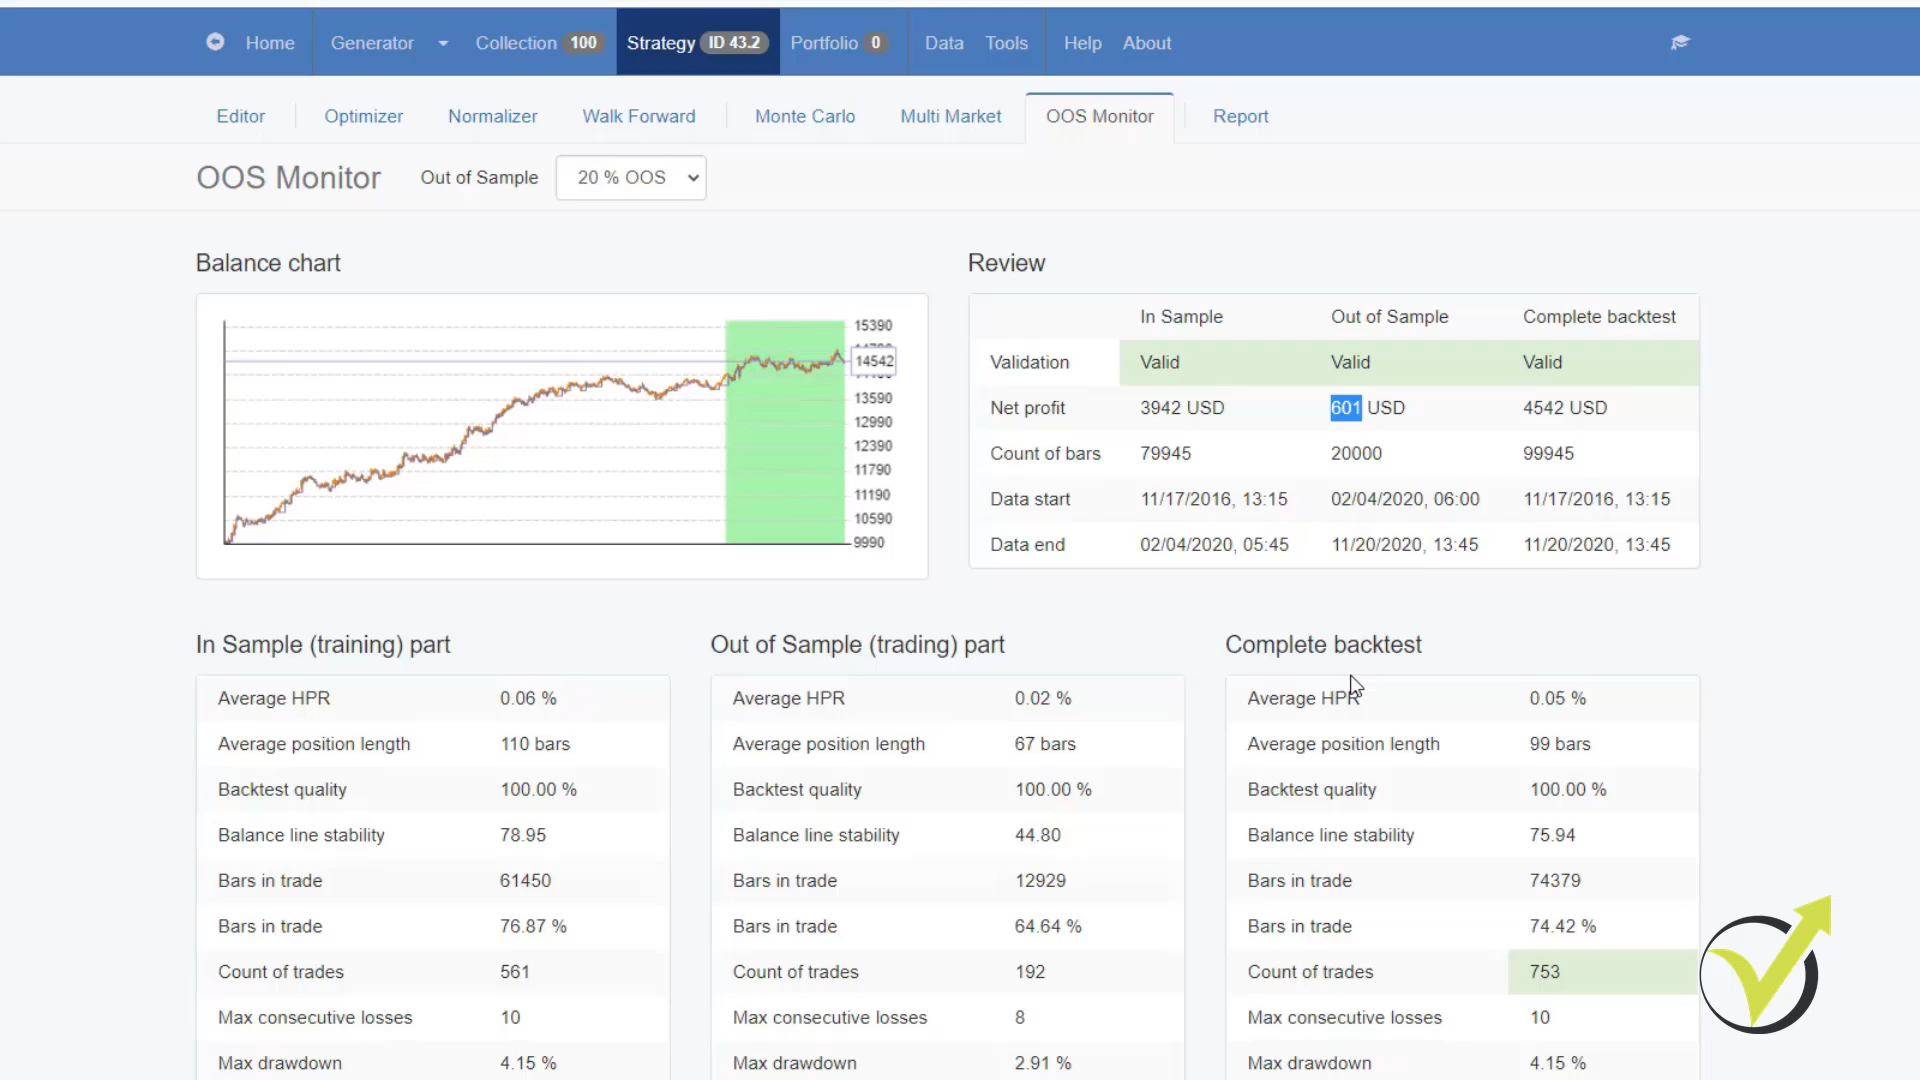 Home Generator Collection 100 Strategy ID 43.2 Portfolio 0 Data Tools Help About
Editor Optimizer Normalizer Walk Forward Monte Carlo Multi Market OOS Monitor Report
OOS Monitor Out of Sample 20 % OOS
Balance chart
15390
14542
13590
12990
12390
11790
11190
10590
9990
Review
In Sample Out of Sample Complete backtest
Validation Valid Valid Valid
Net profit 3942 USD 601 USD 4542 USD
Count of bars 79945 20000 99945
Data start 11/17/2016, 13:15 02/04/2020, 06:00 11/17/2016, 13:15
Data end 02/04/2020, 05:45 11/20/2020, 13:45 11/20/2020, 13:45
In Sample (training) part
Average HPR 0.06 %
Average position length 110 bars
Backtest quality 100.00 %
Balance line stability 78.95
Bars in trade 61450
Bars in trade 76.87 %
Count of trades 561
Max consecutive losses 10
Max drawdown 4.15 %
Out of Sample (trading) part
Average HPR 0.02 %
Average position length 67 bars
Backtest quality 100.00 %
Balance line stability 44.80
Bars in trade 12929
Bars in trade 64.64 %
Count of trades 192
Max consecutive losses 8
Max drawdown 2.91 %
Complete backtest
Average HPR 0.05 %
Average position length 99 bars
Backtest quality 100.00 %
Balance line stability 75.94
Bars in trade 74379
Bars in trade 74.42 %
Count of trades 753
Max consecutive losses 10
Max drawdown 4.15 %